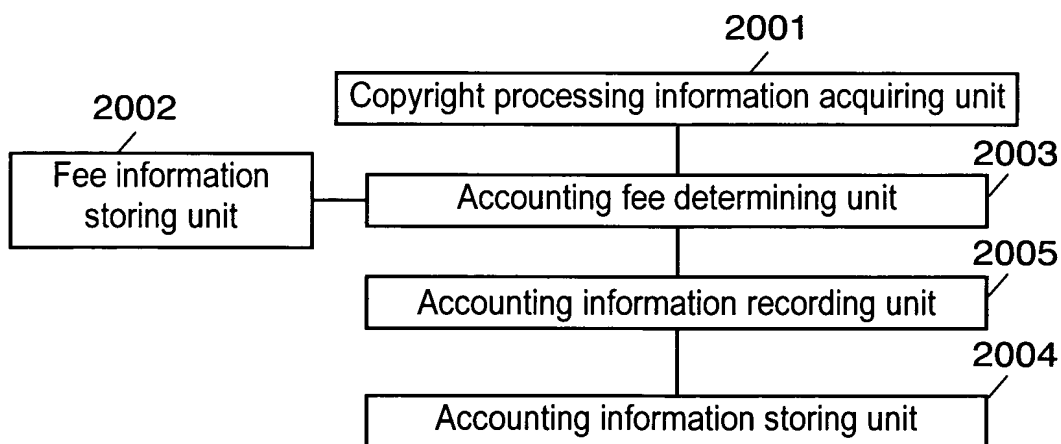 2001
Copyright processing information acquiring unit
2002
Fee information
storing unit
2003
Accounting fee determining unit
2005
Accounting information recording unit
2004
Accounting information storing unit